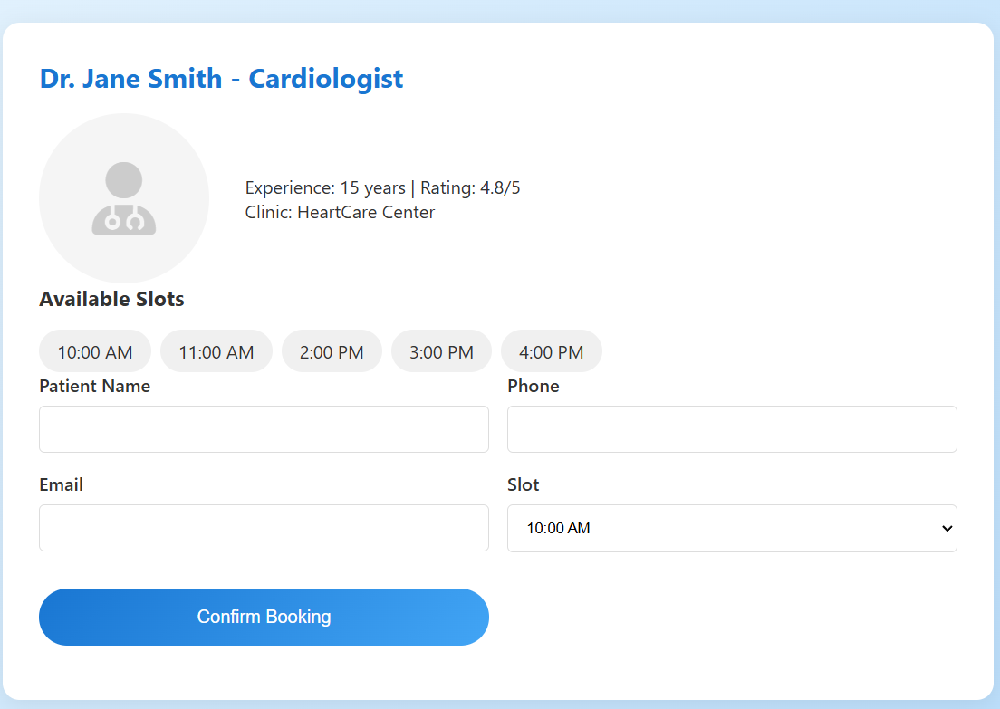 Dr. Jane Smith - Cardiologist
Experience: 15 years | Rating: 4.8/5
Clinic: HeartCare Center
Available Slots
10:00 AM 11:00 AM 2:00 PM 3:00 PM 4:00 PM
Patient Name Phone
Email Slot
10:00 AM
Confirm Booking